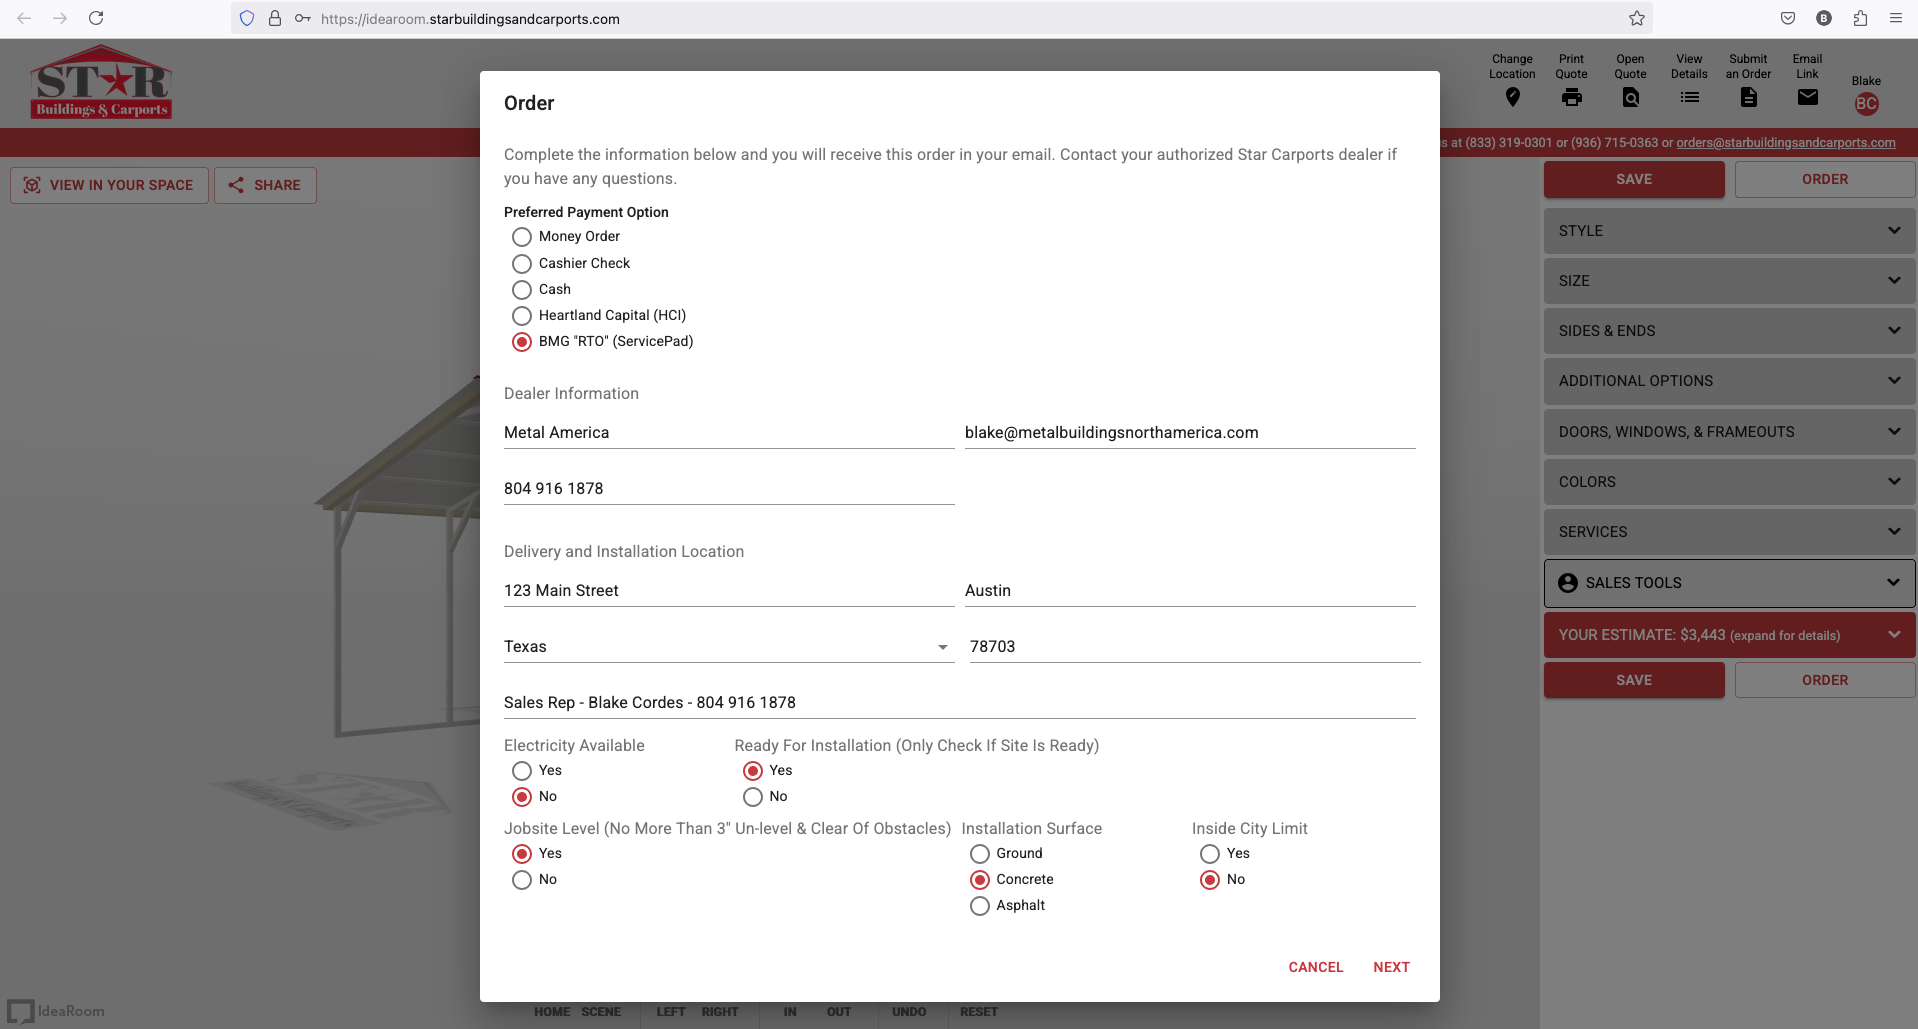 https://idearoom.starbuildingsandcarports.com
B
STAR
Buildings & Carports
Change Location
Print Quote
Open Quote
View Details
Submit an Order
Email Link
Blake
BC
s at (833) 319-0301 or (936) 715-0363 or orders@starbuildingsandcarports.com
VIEW IN YOUR SPACE
SHARE
Order
Complete the information below and you will receive this order in your email. Contact your authorized Star Carports dealer if
you have any questions.
Preferred Payment Option
Money Order
Cashier Check
Cash
Heartland Capital (HCI)
BMG "RTO" (ServicePad)
Dealer Information
Metal America
blake@metalbuildingsnorthamerica.com
804 916 1878
Delivery and Installation Location
123 Main Street
Austin
Texas
78703
Sales Rep - Blake Cordes - 804 916 1878
Electricity Available
Yes
No
Ready For Installation (Only Check If Site Is Ready)
Yes
No
Jobsite Level (No More Than 3" Un-level & Clear Of Obstacles)
Yes
No
Installation Surface
Ground
Concrete
Asphalt
Inside City Limit
Yes
No
CANCEL
NEXT
SAVE
ORDER
STYLE
SIZE
SIDES & ENDS
ADDITIONAL OPTIONS
DOORS, WINDOWS, & FRAMEOUTS
COLORS
SERVICES
SALES TOOLS
YOUR ESTIMATE: $3,443 (expand for details)
SAVE
ORDER
IdeaRoom
HOME
SCENE
LEFT
RIGHT
IN
OUT
UNDO
RESET